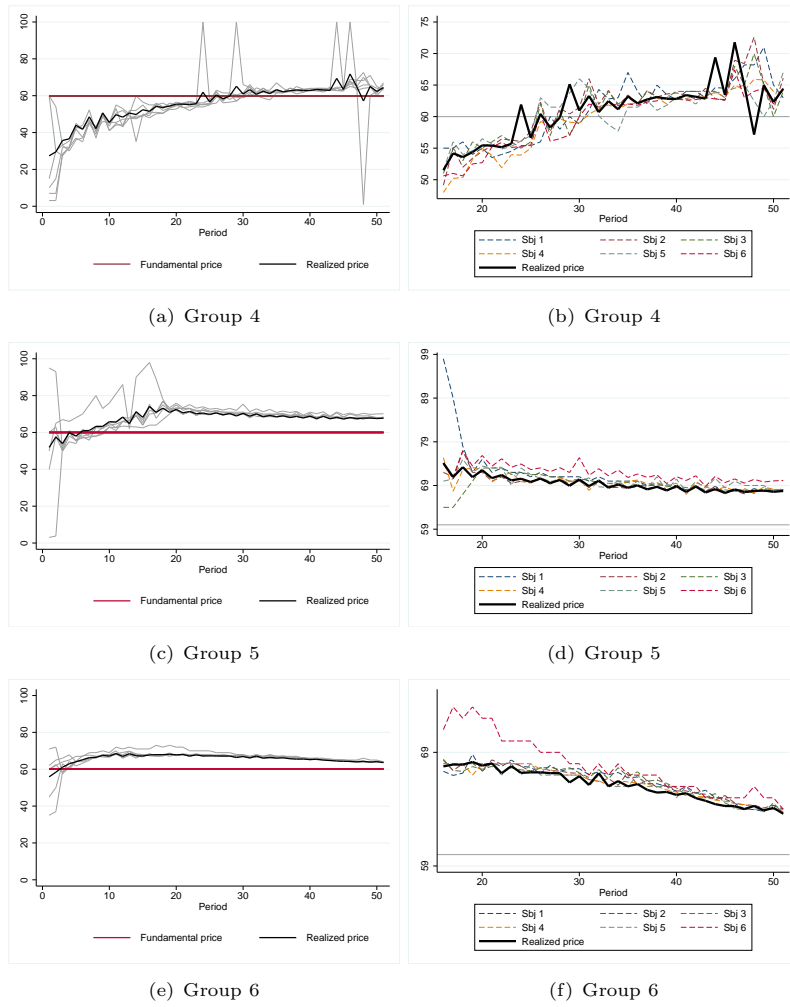 100
80
60
40
20
0
0 10 20 30 40 50
Period
Fundamental price Realized price
(a) Group 4
75
70
65
60
55
50
20 30 40 50
Period
Sbj 1 Sbj 2 Sbj 3
Sbj 4 Sbj 5 Sbj 6
Realized price
(b) Group 4
100
80
60
40
20
0
0 10 20 30 40 50
Period
Fundamental price Realized price
(c) Group 5
99
89
79
69
59
20 30 40 50
Period
Sbj 1 Sbj 2 Sbj 3
Sbj 4 Sbj 5 Sbj 6
Realized price
(d) Group 5
100
80
60
40
20
0
0 10 20 30 40 50
Period
Fundamental price Realized price
(e) Group 6
69
59
20 30 40 50
Period
Sbj 1 Sbj 2 Sbj 3
Sbj 4 Sbj 5 Sbj 6
Realized price
(f) Group 6